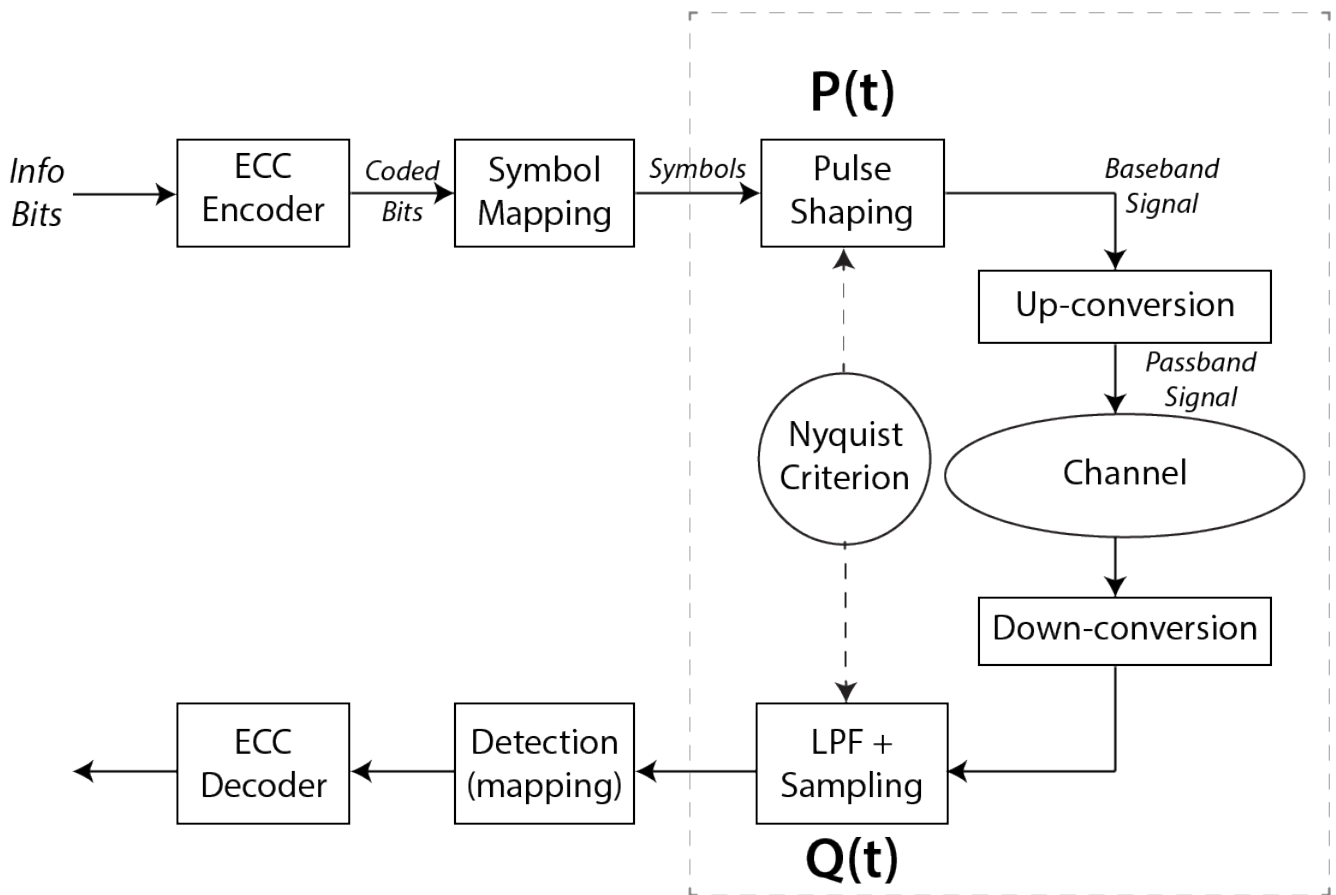 P(t)
Info
Bits
ECC
Encoder
Coded
Bits
Symbol
Mapping
Symbols
Pulse
Shaping
Baseband
Signal
Up-conversion
Passband
Signal
Nyquist
Criterion
Channel
Down-conversion
ECC
Decoder
Detection
(mapping)
LPF +
Sampling
Q(t)